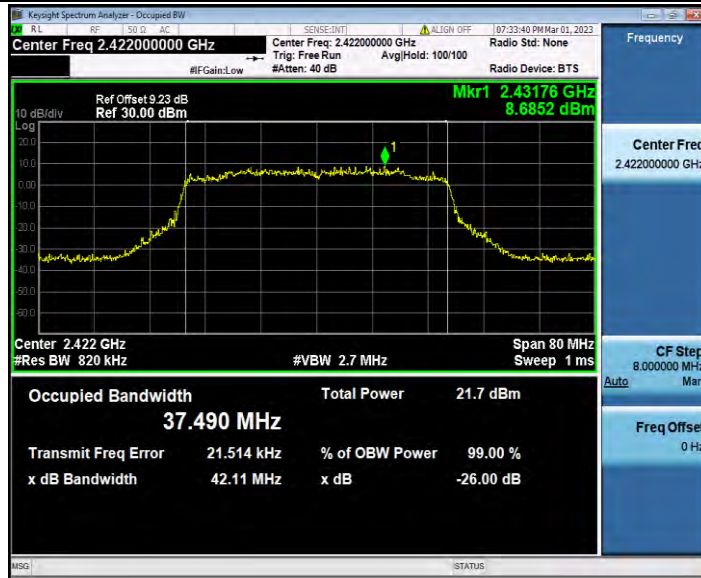 Keysight Spectrum Analyzer - Occupied BW
RL RF 50 Ω AC SENSE:INT ALIGN OFF 07:33:40 PM Mar 01, 2023
Center Freq 2.422000000 GHz
Center Freq: 2.422000000 GHz
Radio Std: None
Trig: Free Run Avg|Hold: 100/100
#IFGain:Low #Atten: 40 dB Radio Device: BTS
Frequency
Ref Offset 9.23 dB
10 dB/div Ref 30.00 dBm
Mkr1 2.43176 GHz
8.6852 dBm
Log
20.0
10.0
0.00
-10.0
-20.0
-30.0
-40.0
-50.0
-60.0
1
Center 2.422 GHz Span 80 MHz
#Res BW 820 kHz #VBW 2.7 MHz Sweep 1 ms
Occupied Bandwidth Total Power 21.7 dBm
37.490 MHz
Transmit Freq Error 21.514 kHz % of OBW Power 99.00 %
x dB Bandwidth 42.11 MHz x dB -26.00 dB
Center Freq
2.422000000 GHz
CF Step
8.000000 MHz
Auto Man
Freq Offset
0 Hz
MSG STATUS